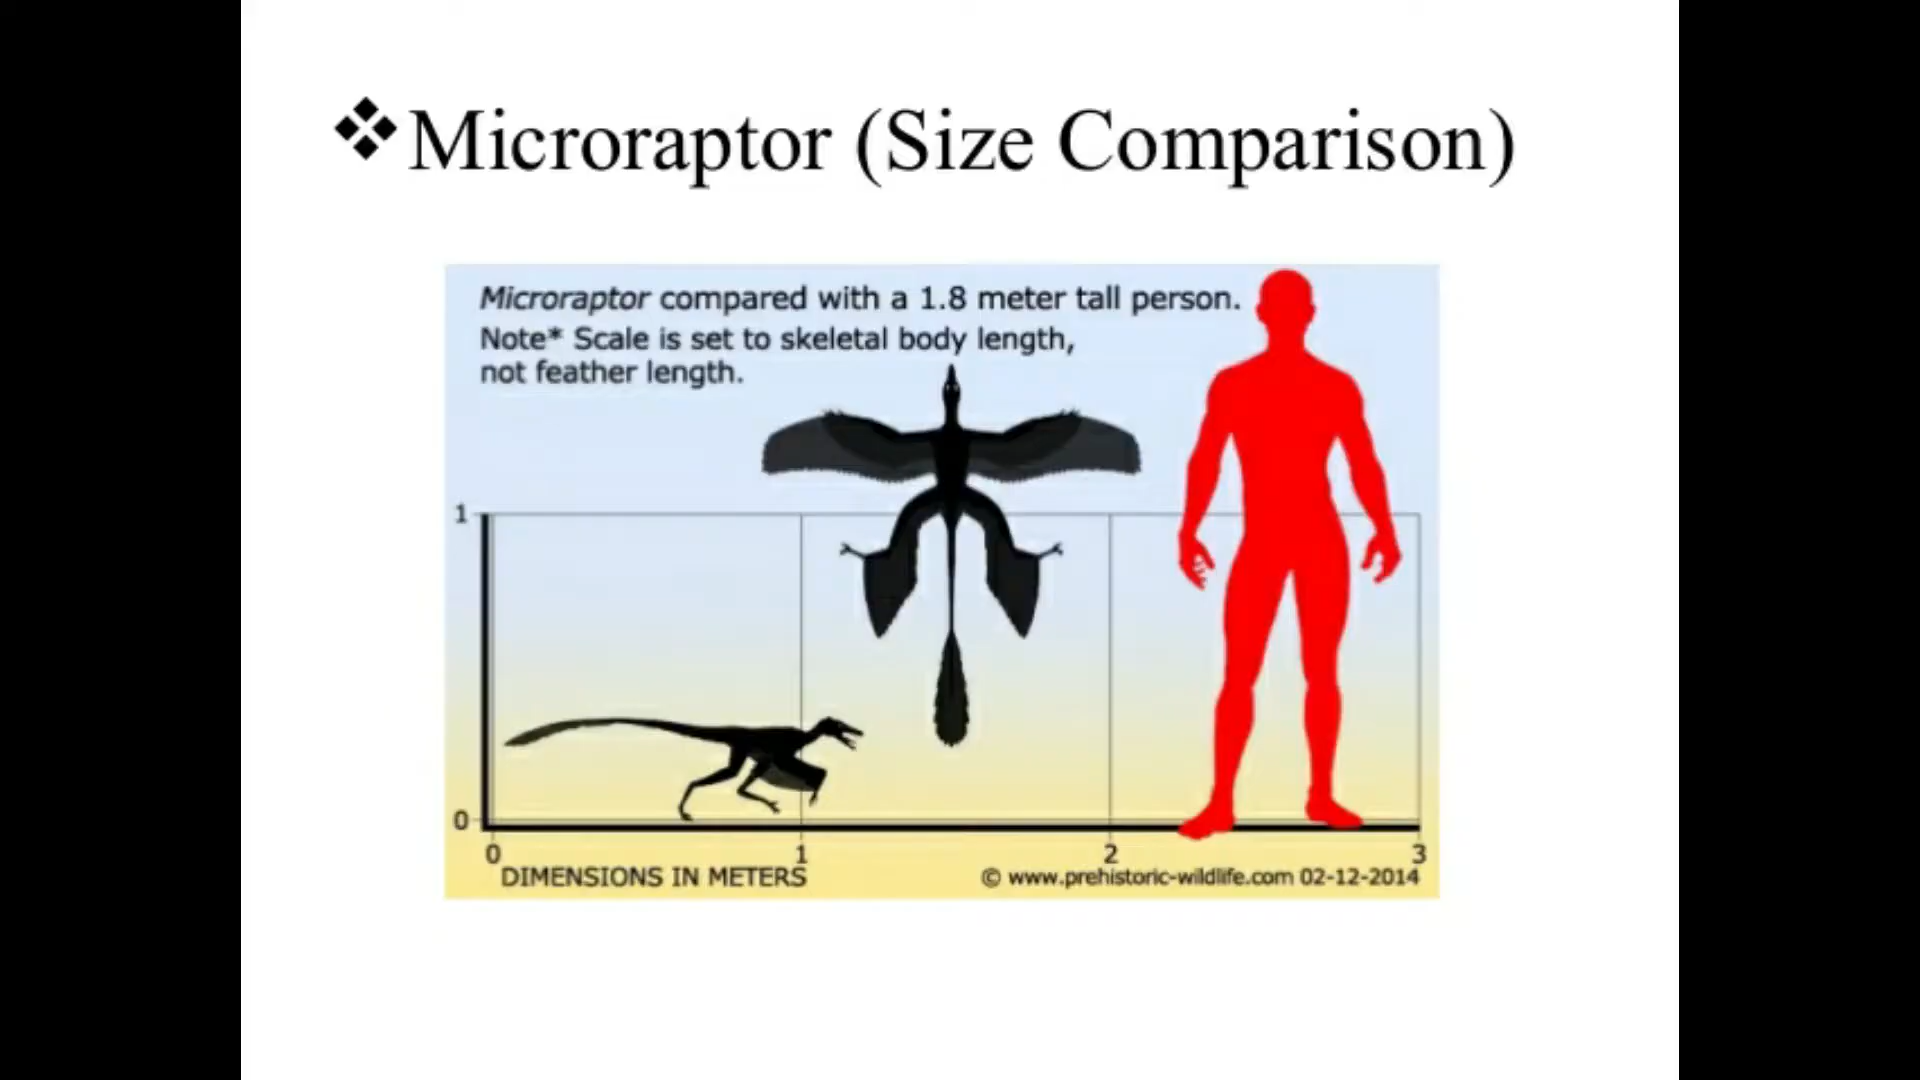 ❖Microraptor (Size Comparison)
Microraptor compared with a 1.8 meter tall person.
Note* Scale is set to skeletal body length,
not feather length.
1
0
0 1 2 3
DIMENSIONS IN METERS © www.prehistoric-wildlife.com 02-12-2014